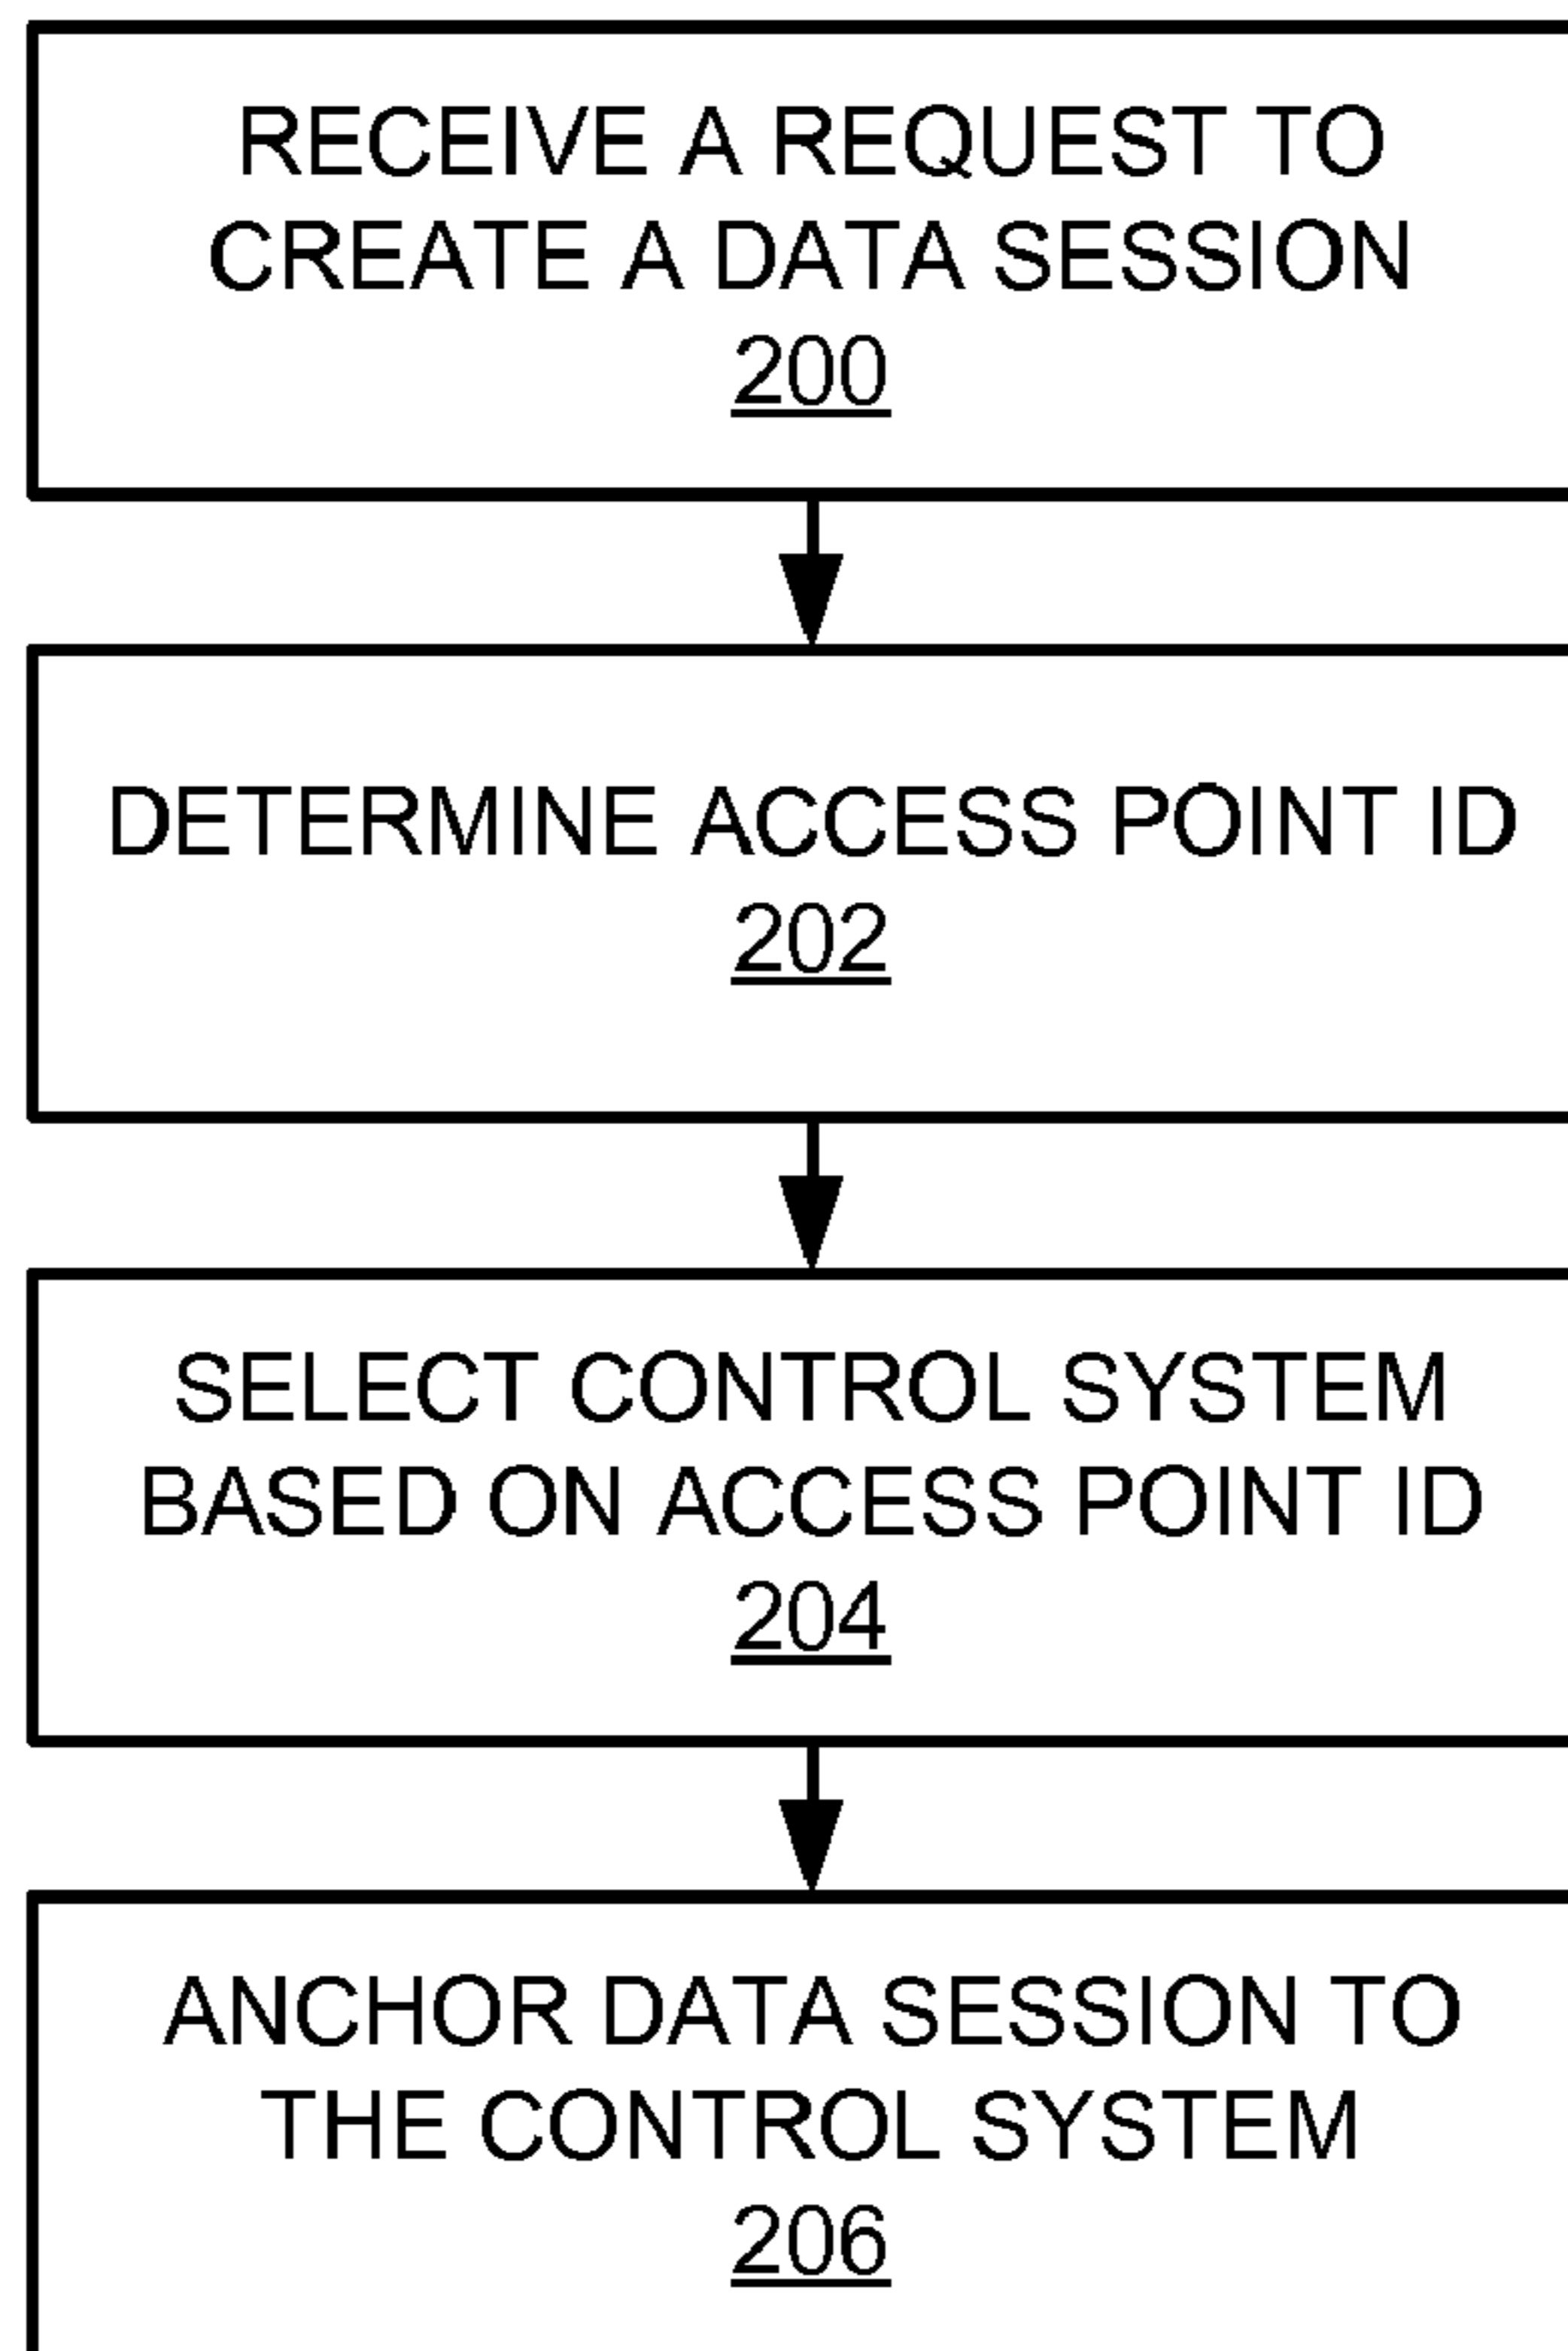 RECEIVE A REQUEST TO
CREATE A DATA SESSION
200
DETERMINE ACCESS POINT ID
202
SELECT CONTROL SYSTEM
BASED ON ACCESS POINT ID
204
ANCHOR DATA SESSION TO
THE CONTROL SYSTEM
206